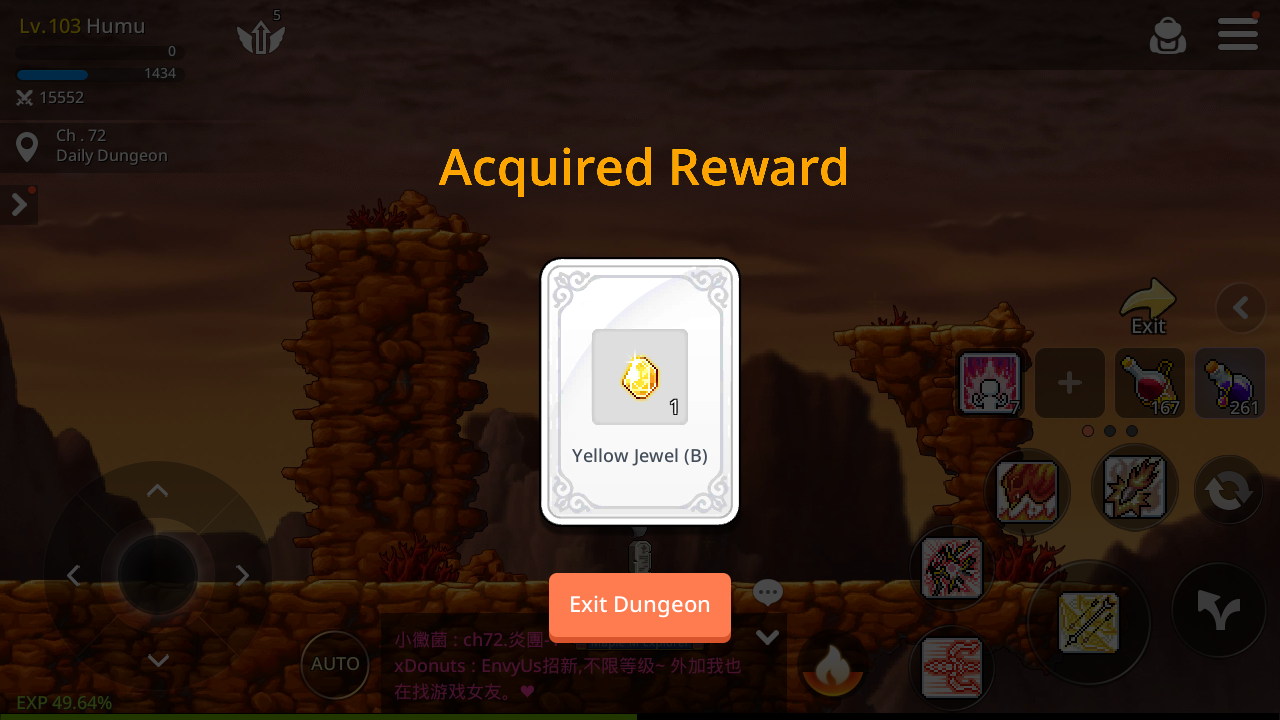 Lv.103 Humu
5
0
1434
15552
Ch . 72
Daily Dungeon
Acquired Reward
Exit
1
7
167
261
Yellow Jewel (B)
Exit Dungeon
小黴菌 : ch72.炎團~
xDonuts : EnvyUs招新,不限等级~ 外加我也
在找游戏女友。♥
AUTO
EXP 49.64%